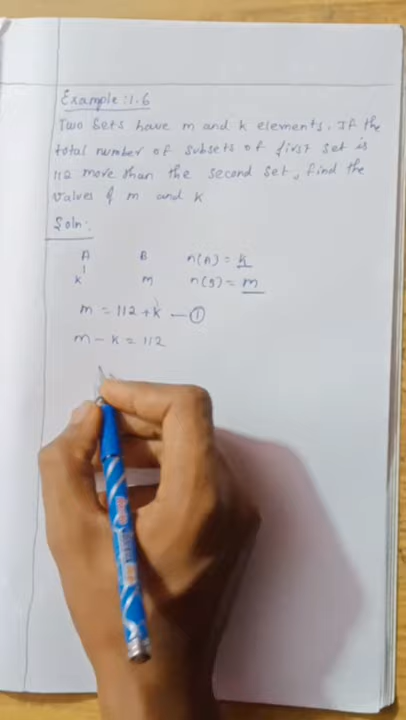 Example : 1.6
Two Sets have m and k elements. If the
total number of subsets of first set is
112 more than the second set, find the
values of m and k
Soln:
A B n(A) = k
k m n(B) = m
m = 112 + k — ①
m - k = 112